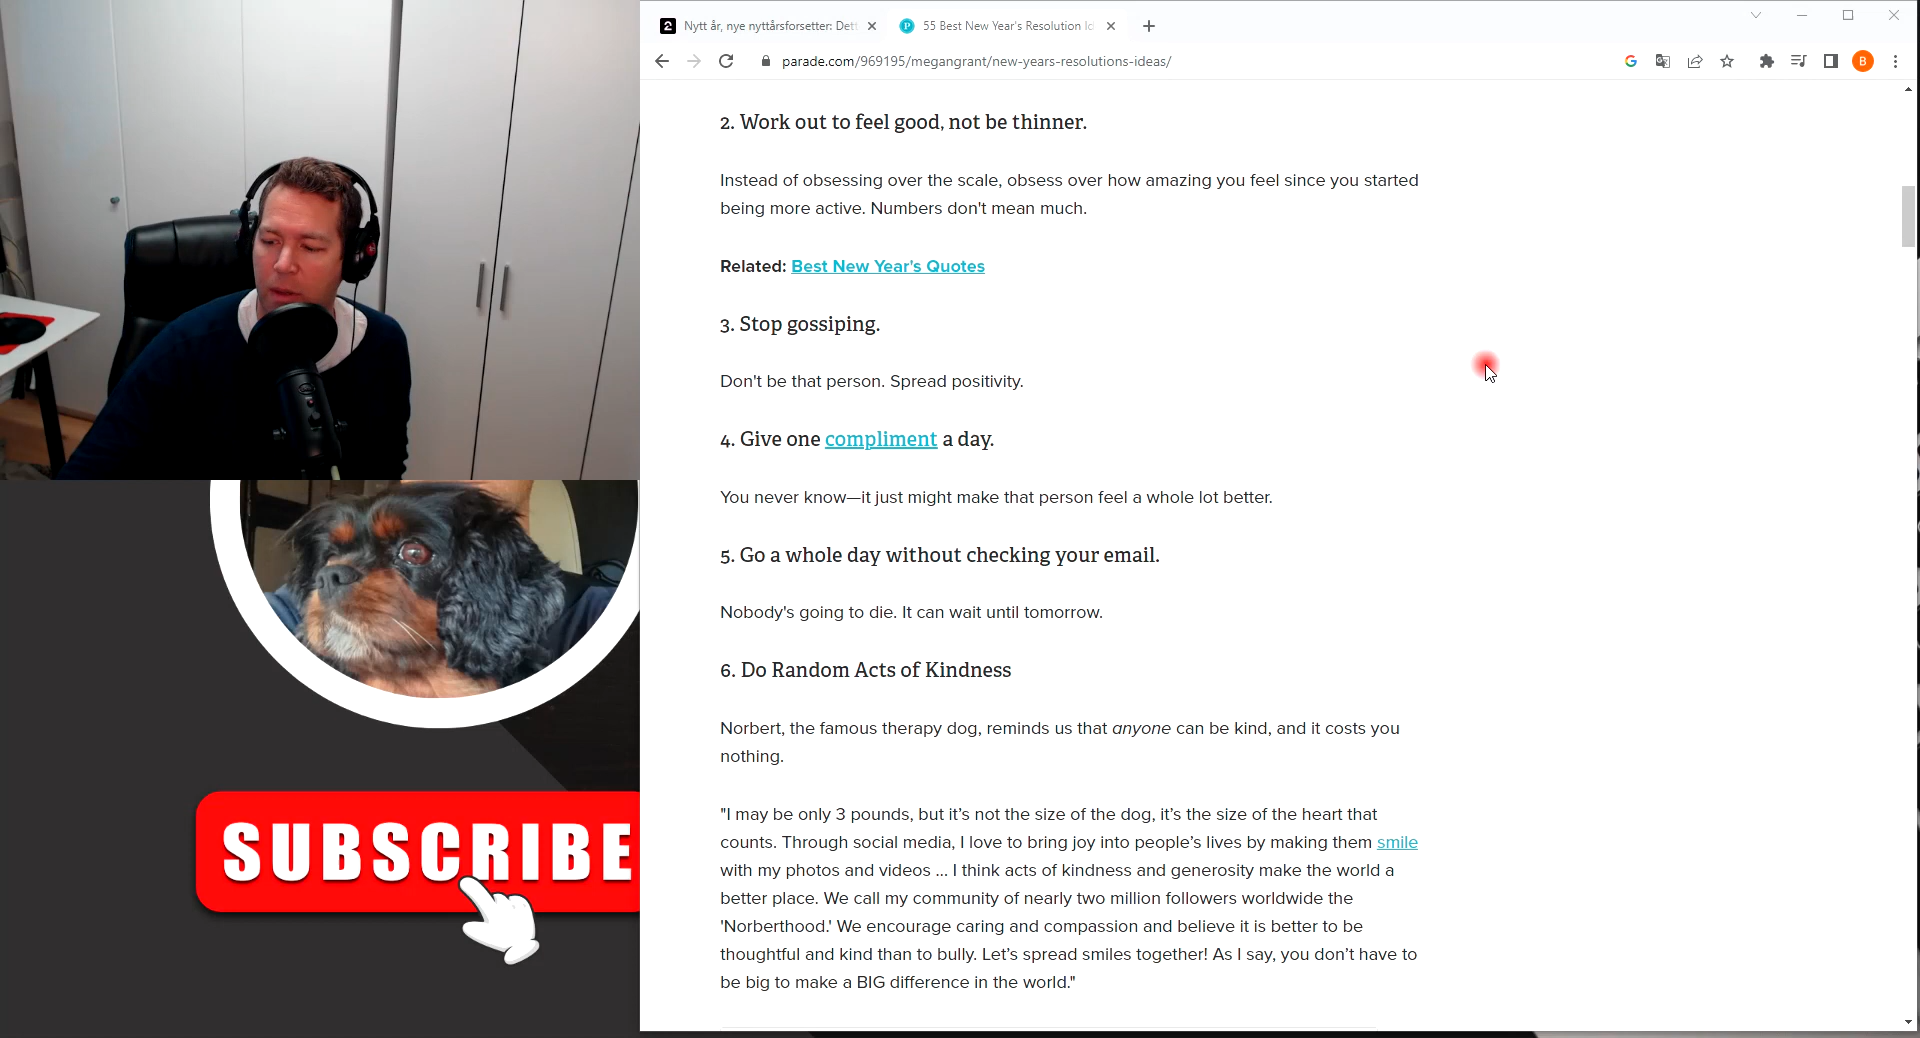 Nytt år, nye nyttårsforsetter: Dett
55 Best New Year's Resolution Id
parade.com/969195/megangrant/new-years-resolutions-ideas/
B
2. Work out to feel good, not be thinner.
Instead of obsessing over the scale, obsess over how amazing you feel since you started
being more active. Numbers don't mean much.
Related: Best New Year's Quotes
3. Stop gossiping.
Don't be that person. Spread positivity.
4. Give one compliment a day.
You never know—it just might make that person feel a whole lot better.
5. Go a whole day without checking your email.
Nobody's going to die. It can wait until tomorrow.
6. Do Random Acts of Kindness
Norbert, the famous therapy dog, reminds us that anyone can be kind, and it costs you
nothing.
"I may be only 3 pounds, but it’s not the size of the dog, it’s the size of the heart that
counts. Through social media, I love to bring joy into people’s lives by making them smile
with my photos and videos ... I think acts of kindness and generosity make the world a
better place. We call my community of nearly two million followers worldwide the
'Norberthood.' We encourage caring and compassion and believe it is better to be
thoughtful and kind than to bully. Let’s spread smiles together! As I say, you don’t have to
be big to make a BIG difference in the world."
SUBSCRIBE